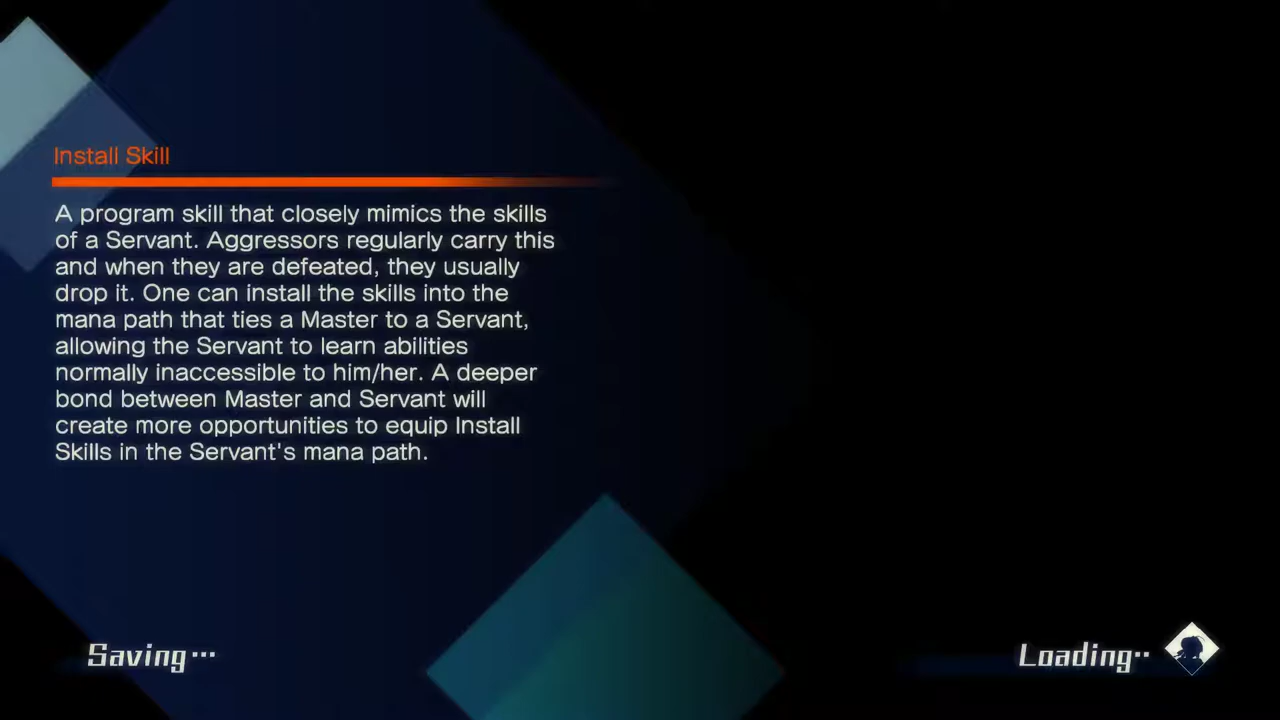 Install Skill
A program skill that closely mimics the skills
of a Servant. Aggressors regularly carry this
and when they are defeated, they usually
drop it. One can install the skills into the
mana path that ties a Master to a Servant,
allowing the Servant to learn abilities
normally inaccessible to him/her. A deeper
bond between Master and Servant will
create more opportunities to equip Install
Skills in the Servant's mana path.
Saving···
Loading··